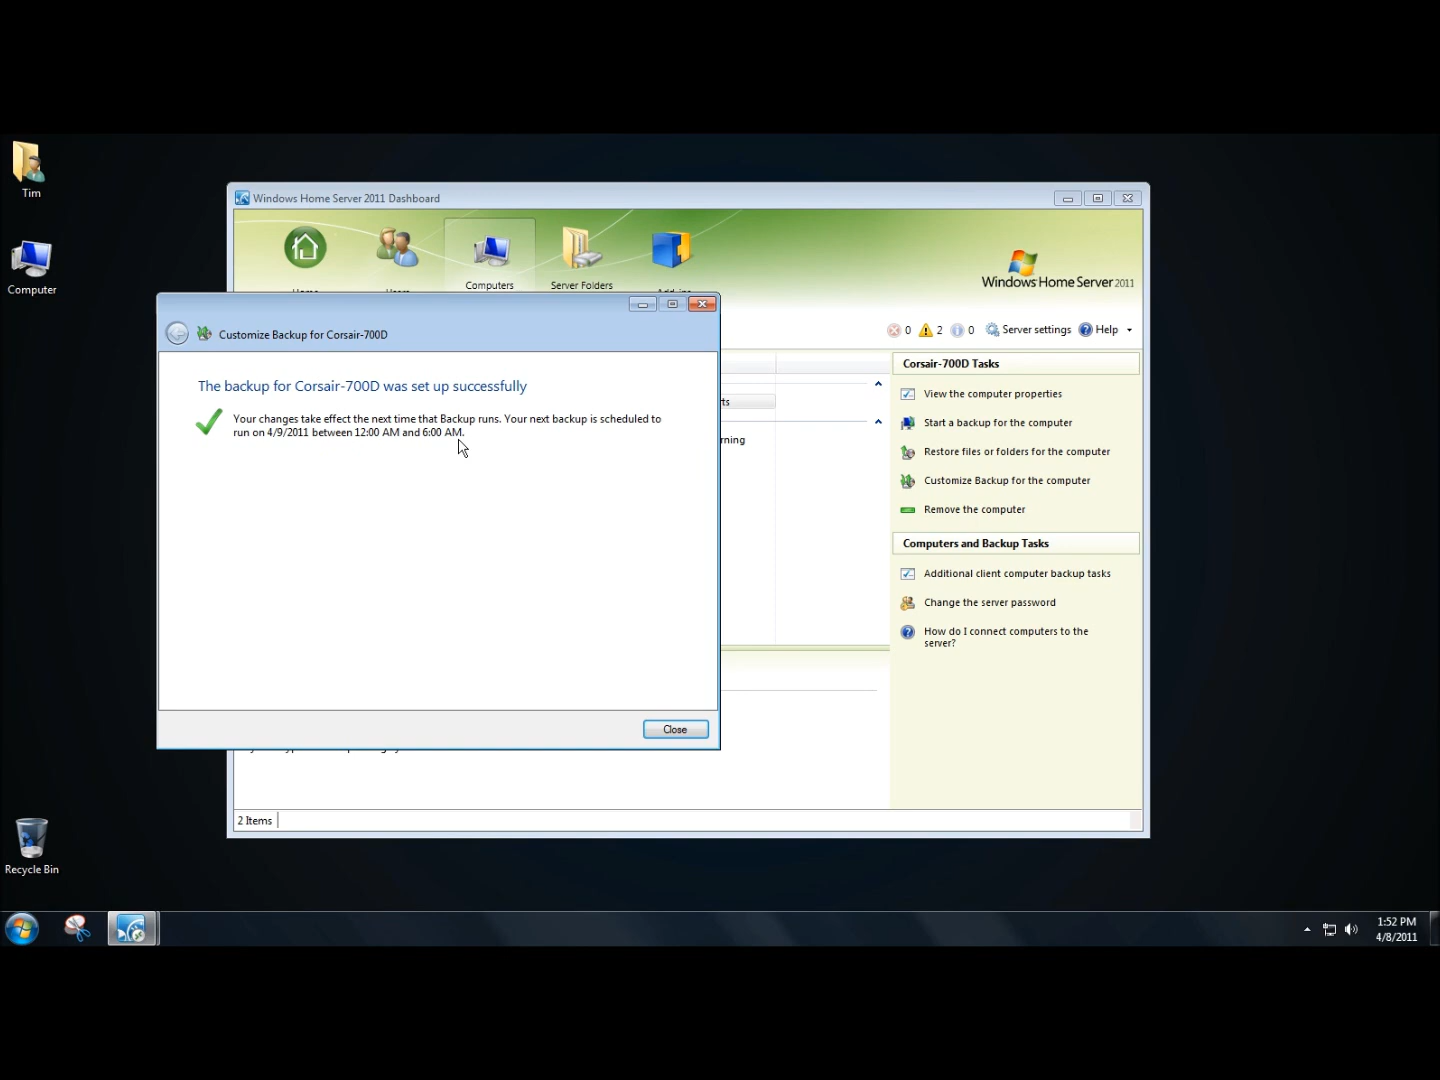 Tim
Computer
Recycle Bin
Windows Home Server 2011 Dashboard
Computers
Server Folders
Windows Home Server 2011
0 2 0 Server settings Help
Customize Backup for Corsair-700D
The backup for Corsair-700D was set up successfully
Your changes take effect the next time that Backup runs. Your next backup is scheduled to
run on 4/9/2011 between 12:00 AM and 6:00 AM.
Close
Corsair-700D Tasks
View the computer properties
Start a backup for the computer
Restore files or folders for the computer
Customize Backup for the computer
Remove the computer
Computers and Backup Tasks
Additional client computer backup tasks
Change the server password
How do I connect computers to the
server?
2 Items
1:52 PM
4/8/2011